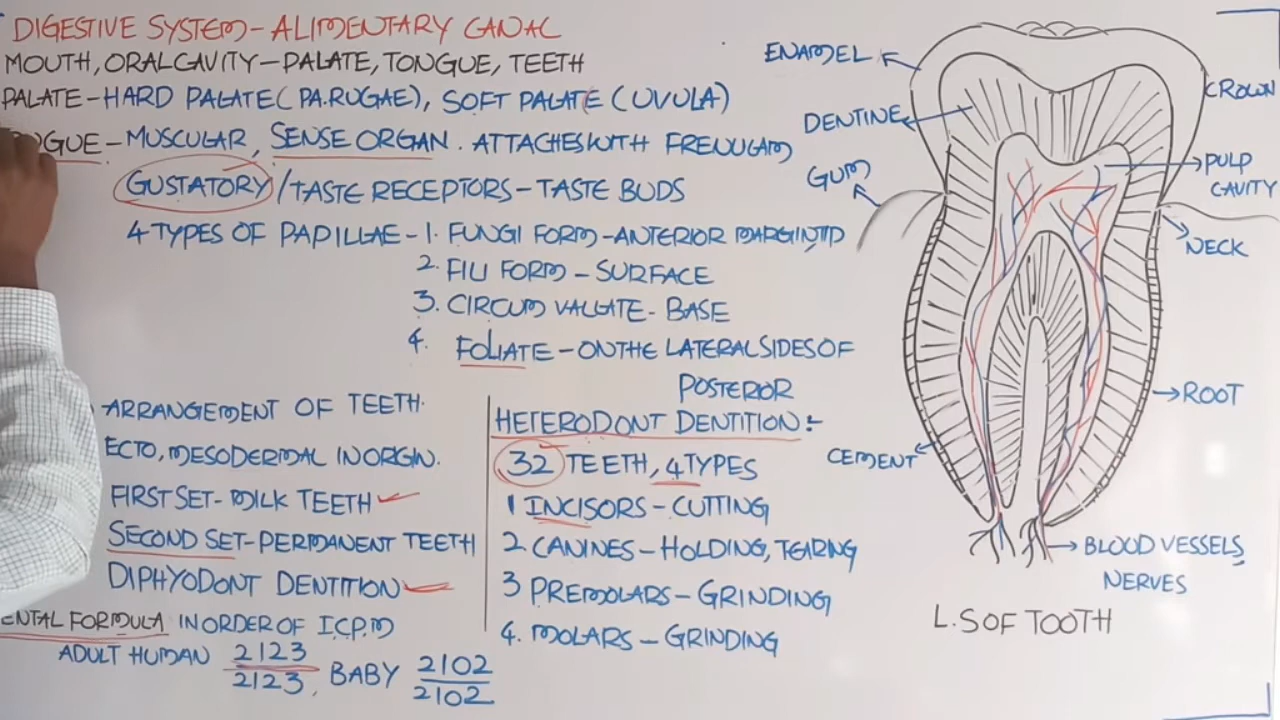 DIGESTIVE SYSTEM-ALIMENTARY CANAL
MOUTH, ORAL CAVITY-PALATE, TONGUE, TEETH
PALATE-HARD PALATE (PA.RUGAE), SOFT PALATE (UVULA)
OGUE-MUSCULAR, SENSE ORGAN. ATTACHES WITH FRENULAM
GUSTATORY/TASTE RECEPTORS-TASTE BUDS
4 TYPES OF PAPILLAE-1. FUNGI FORM-ANTERIOR MARGIN,
2. FILI FORM-SURFACE
3. CIRCUM VALLATE-BASE
4. FOLIATE-ON THE LATERAL SIDES OF
POSTERIOR
ARRANGEMENT OF TEETH.
ECTO, MESODERMAL IN ORIGIN.
FIRST SET-MILK TEETH
SECOND SET-PERMANENT TEETH
DIPHYODONT DENTITION
ENTAL FORMULA IN ORDER OF I.C.P.M
ADULT HUMAN 2123/2123, BABY 2102/2102
HETERODONT DENTITION:-
32 TEETH, 4 TYPES
1 INCISORS-CUTTING
2. CANINES-HOLDING, TEARING
3 PREMOLARS-GRINDING
4. MOLARS-GRINDING
ENAMEL
DENTINE
GUM
CEMENT
CROWN
PULP
CAVITY
NECK
ROOT
BLOOD VESSELS,
NERVES
L.S OF TOOTH